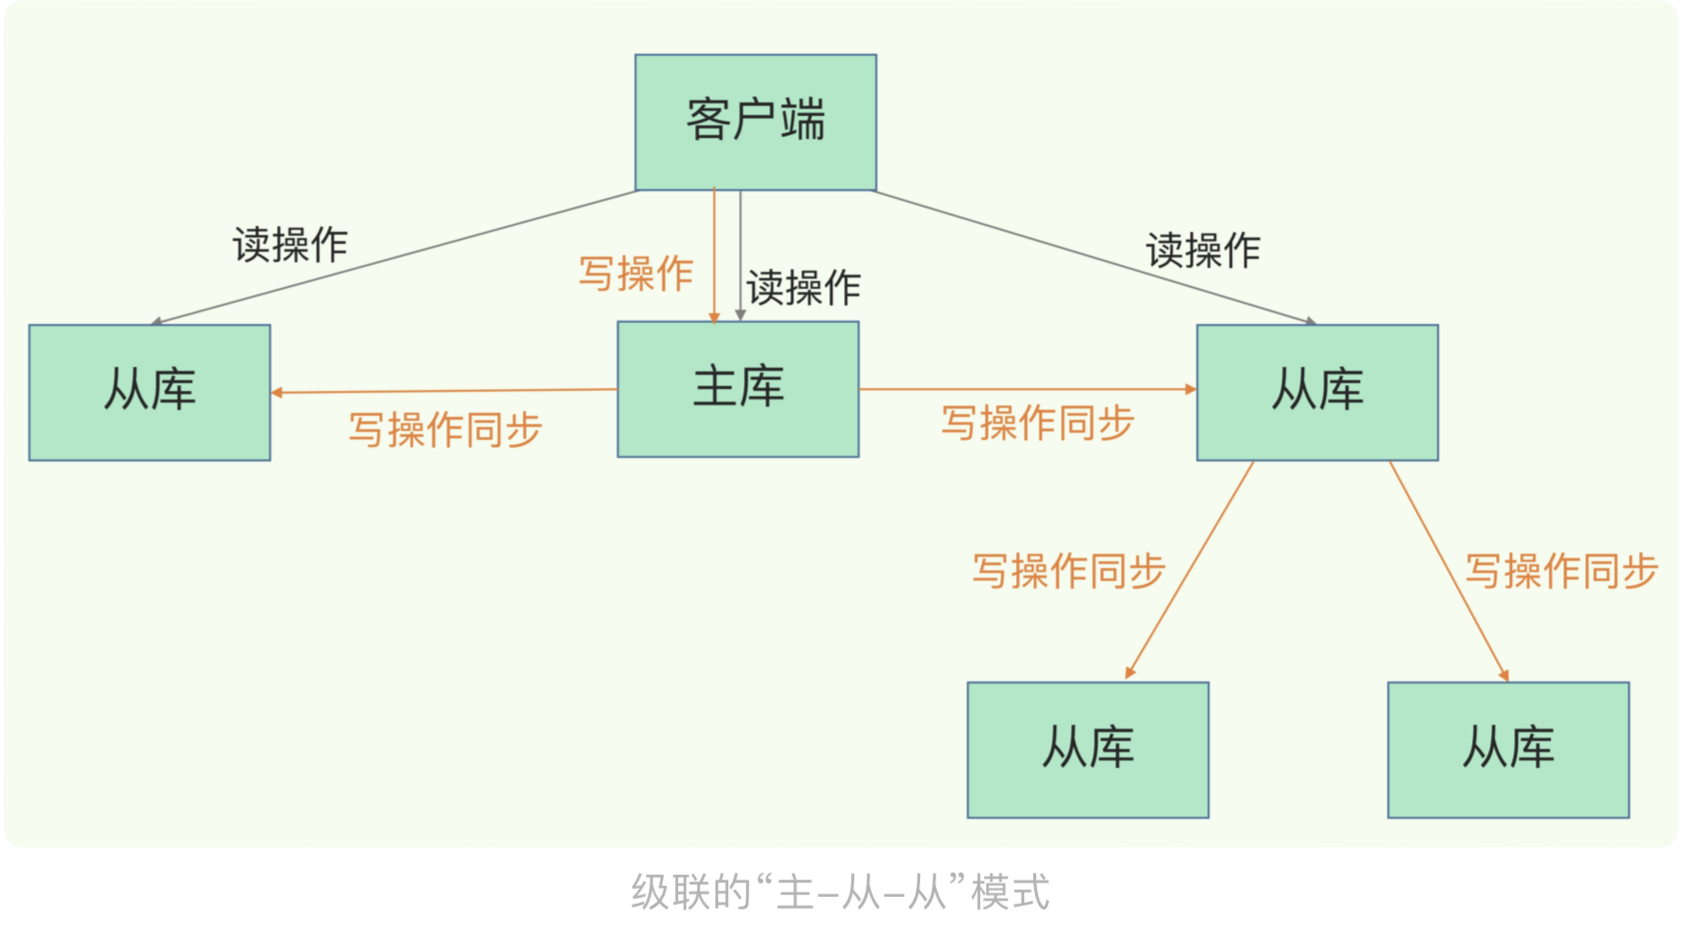 客户端
读操作
写操作
读操作
读操作
从库
主库
从库
写操作同步
写操作同步
写操作同步
写操作同步
从库
从库
级联的“主–从–从”模式